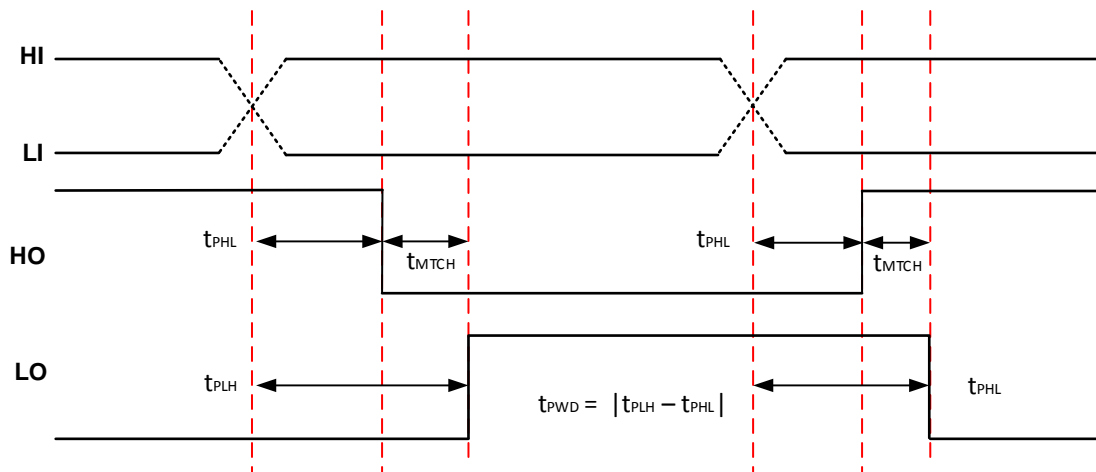 HI
LI
HO
tPHL
tMTCH
tPHL
tMTCH
LO
tPLH
tPWD = |tPLH – tPHL|
tPHL